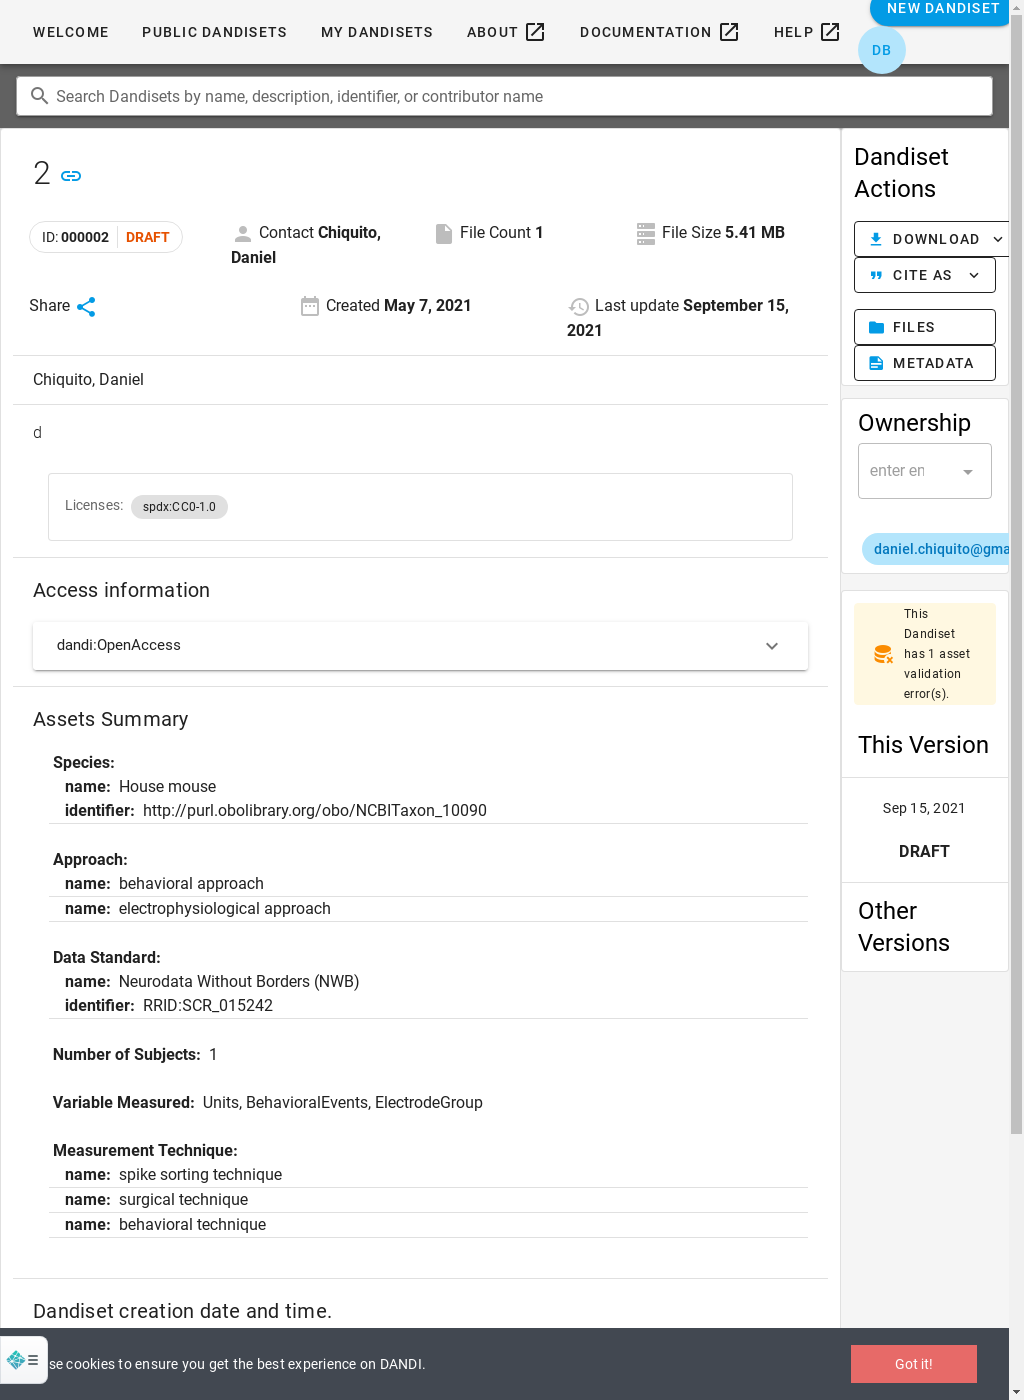 WELCOME
PUBLIC DANDISETS
MY DANDISETS
ABOUT
DOCUMENTATION
HELP
NEW DANDISET
DB
Search Dandisets by name, description, identifier, or contributor name
2
ID: 000002 DRAFT
Contact Chiquito,
Daniel
File Count 1
File Size 5.41 MB
Share
Created May 7, 2021
Last update September 15,
2021
Chiquito, Daniel
d
Licenses: spdx:CC0-1.0
Access information
dandi:OpenAccess
Assets Summary
Species:
name: House mouse
identifier: http://purl.obolibrary.org/obo/NCBITaxon_10090
Approach:
name: behavioral approach
name: electrophysiological approach
Data Standard:
name: Neurodata Without Borders (NWB)
identifier: RRID:SCR_015242
Number of Subjects: 1
Variable Measured: Units, BehavioralEvents, ElectrodeGroup
Measurement Technique:
name: spike sorting technique
name: surgical technique
name: behavioral technique
Dandiset creation date and time.
Dandiset
Actions
DOWNLOAD
CITE AS
FILES
METADATA
Ownership
enter en
daniel.chiquito@gma
This
Dandiset
has 1 asset
validation
error(s).
This Version
Sep 15, 2021
DRAFT
Other
Versions
se cookies to ensure you get the best experience on DANDI.
Got it!